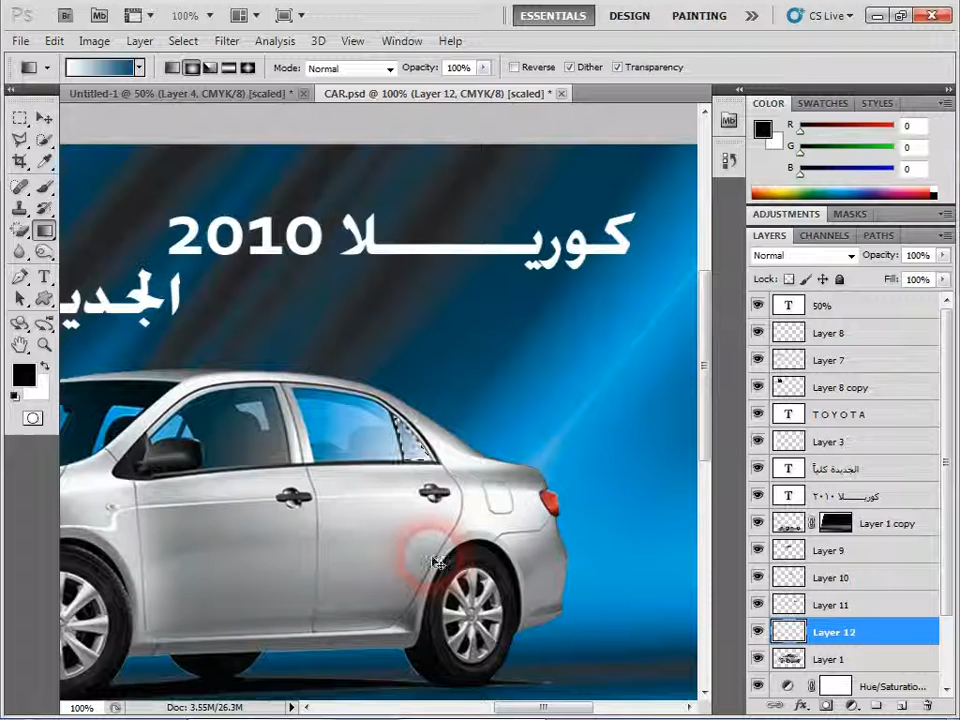 Ps Br Mb 100% ESSENTIALS DESIGN PAINTING CS Live
File Edit Image Layer Select Filter Analysis 3D View Window Help
Mode: Normal Opacity: 100% Reverse Dither Transparency
Untitled-1 @ 50% (Layer 4, CMYK/8) [scaled] * CAR.psd @ 100% (Layer 12, CMYK/8) [scaled] *
كوريـــــــلا 2010
الجديـ
100% Doc: 3.55M/26.3M
Mb
COLOR SWATCHES STYLES
R 0
G 0
B 0
ADJUSTMENTS MASKS
LAYERS CHANNELS PATHS
Normal Opacity: 100%
Lock: Fill: 100%
T 50%
Layer 8
Layer 7
Layer 8 copy
T T O Y O T A
Layer 3
T الجديدة كلياً
T كوريـــــــلا ٢٠١٠
Layer 1 copy
Layer 9
Layer 10
Layer 11
Layer 12
Layer 1
Hue/Saturatio...